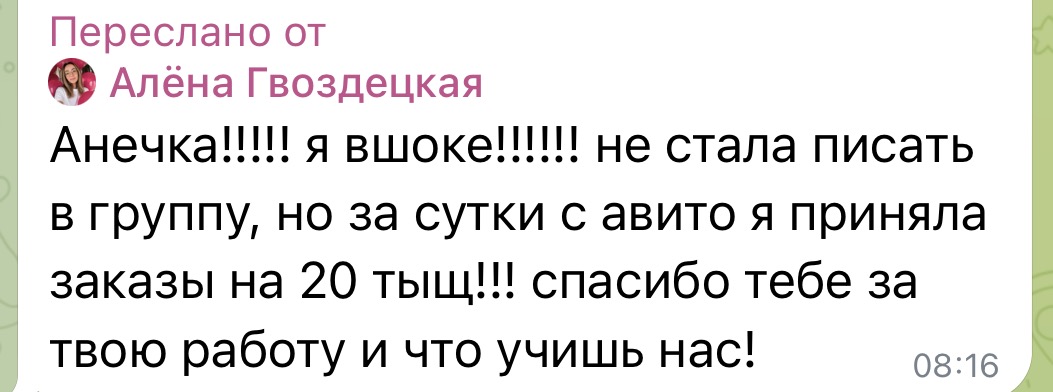 Переслано от
Алёна Гвоздецкая
Анечка!!!!! я вшоке!!!!!! не стала писать
в группу, но за сутки с авито я приняла
заказы на 20 тыщ!!! спасибо тебе за
твою работу и что учишь нас!
08:16